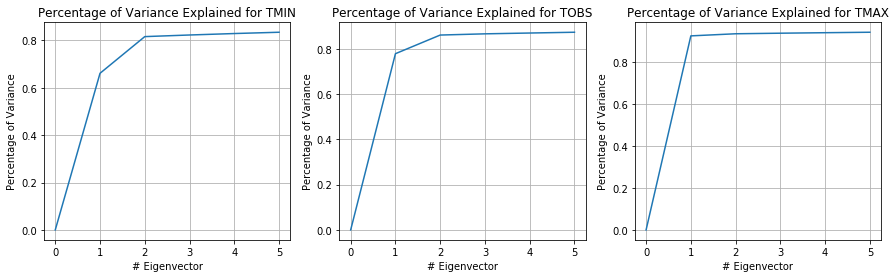 Percentage of Variance Explained for TMIN
Percentage of Variance
0.8
0.6
0.4
0.2
0.0
0 1 2 3 4 5
# Eigenvector
Percentage of Variance Explained for TOBS
Percentage of Variance
0.8
0.6
0.4
0.2
0.0
0 1 2 3 4 5
# Eigenvector
Percentage of Variance Explained for TMAX
Percentage of Variance
0.8
0.6
0.4
0.2
0.0
0 1 2 3 4 5
# Eigenvector